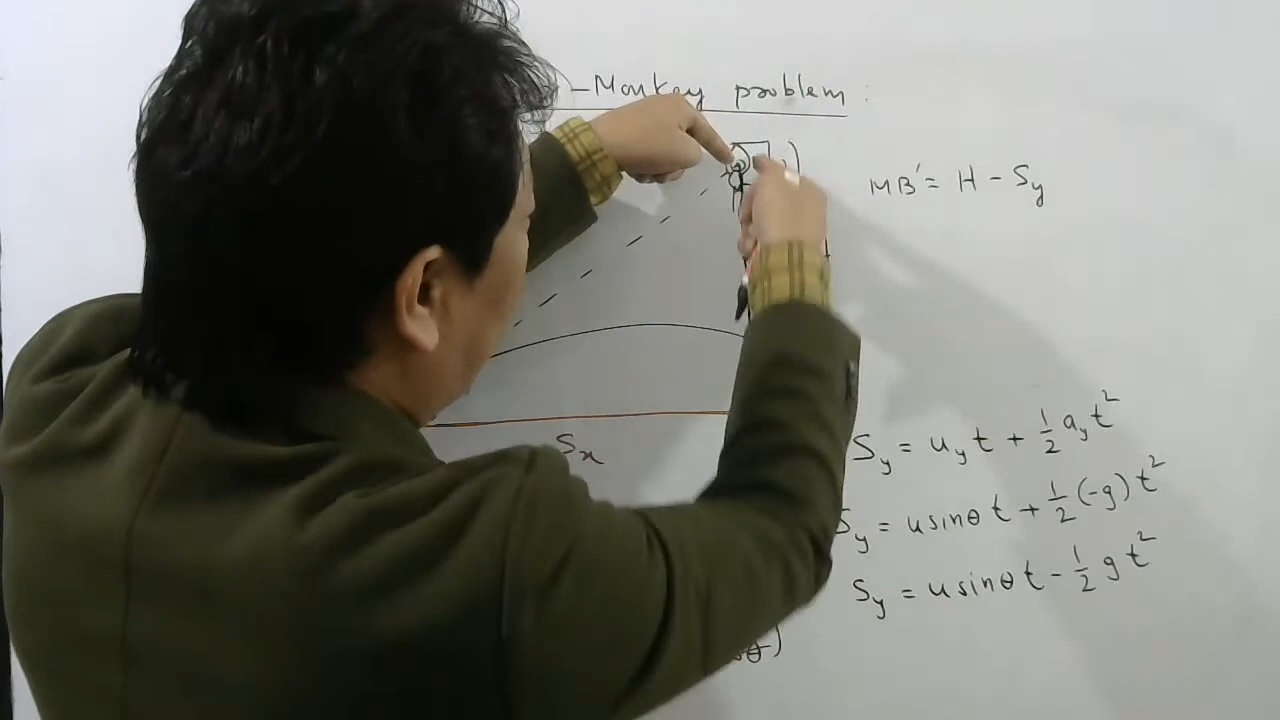 -Monkey problem :
MB' = H - Sy
Sx
Sy = uy t + 1/2 ay t²
Sy = u sinθ t + 1/2 (-g) t²
Sy = u sinθ t - 1/2 g t²
θ)